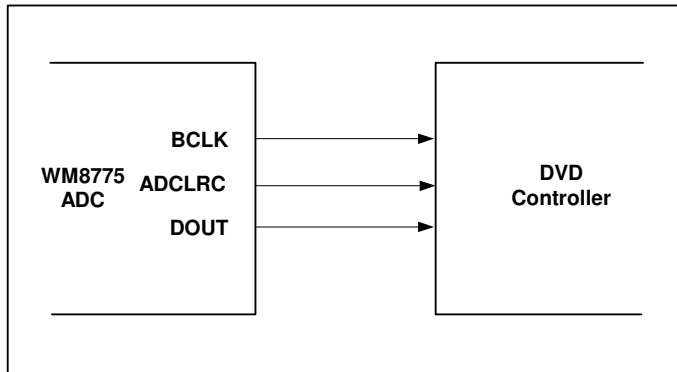 BCLK
WM8775
ADC
ADCLRC
DOUT
DVD
Controller